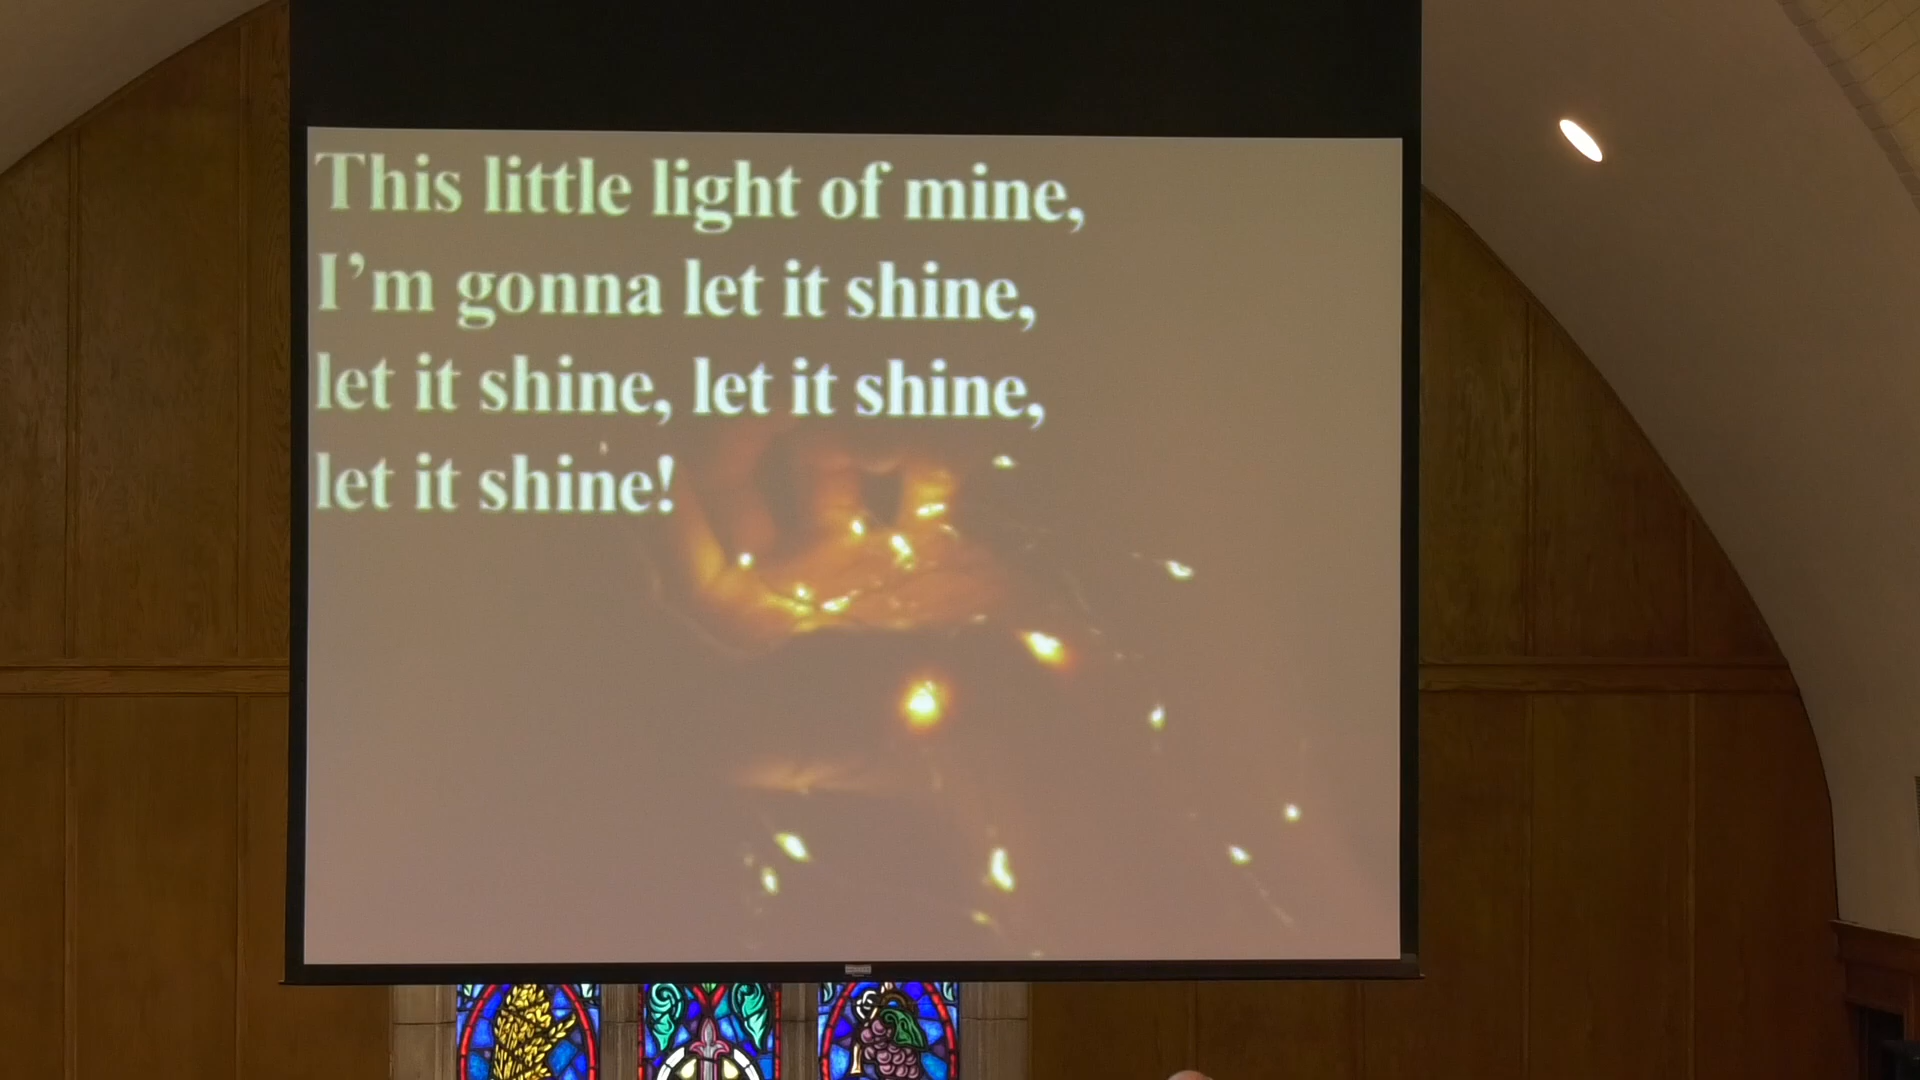 This little light of mine,
I'm gonna let it shine,
let it shine, let it shine,
let it shine!